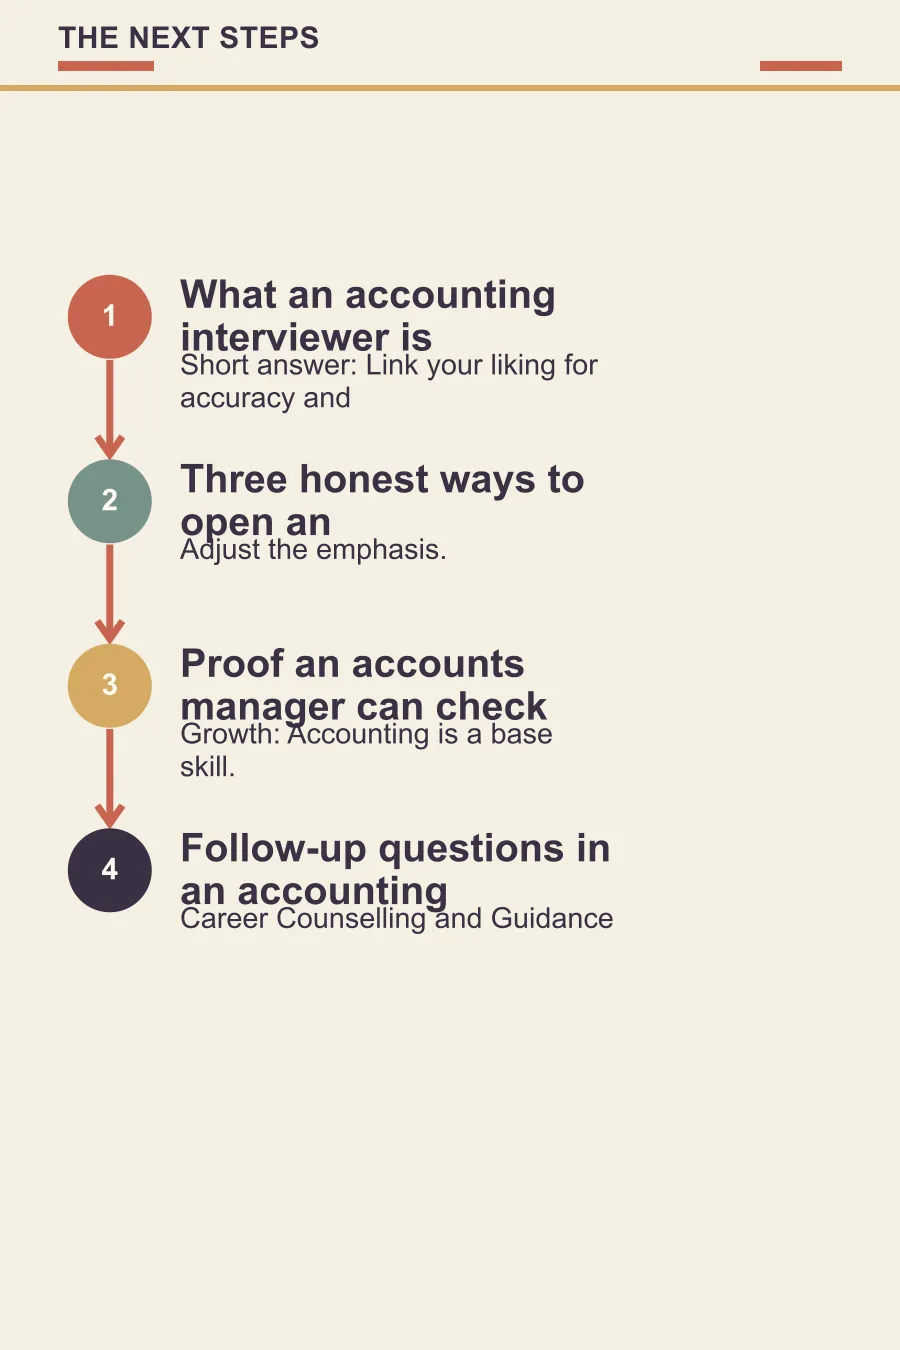 THE NEXT STEPS
1
What an accounting
interviewer is
Short answer: Link your liking for
accuracy and
2
Three honest ways to
open an
Adjust the emphasis.
3
Proof an accounts
manager can check
Growth: Accounting is a base
skill.
4
Follow-up questions in
an accounting
Career Counselling and Guidance